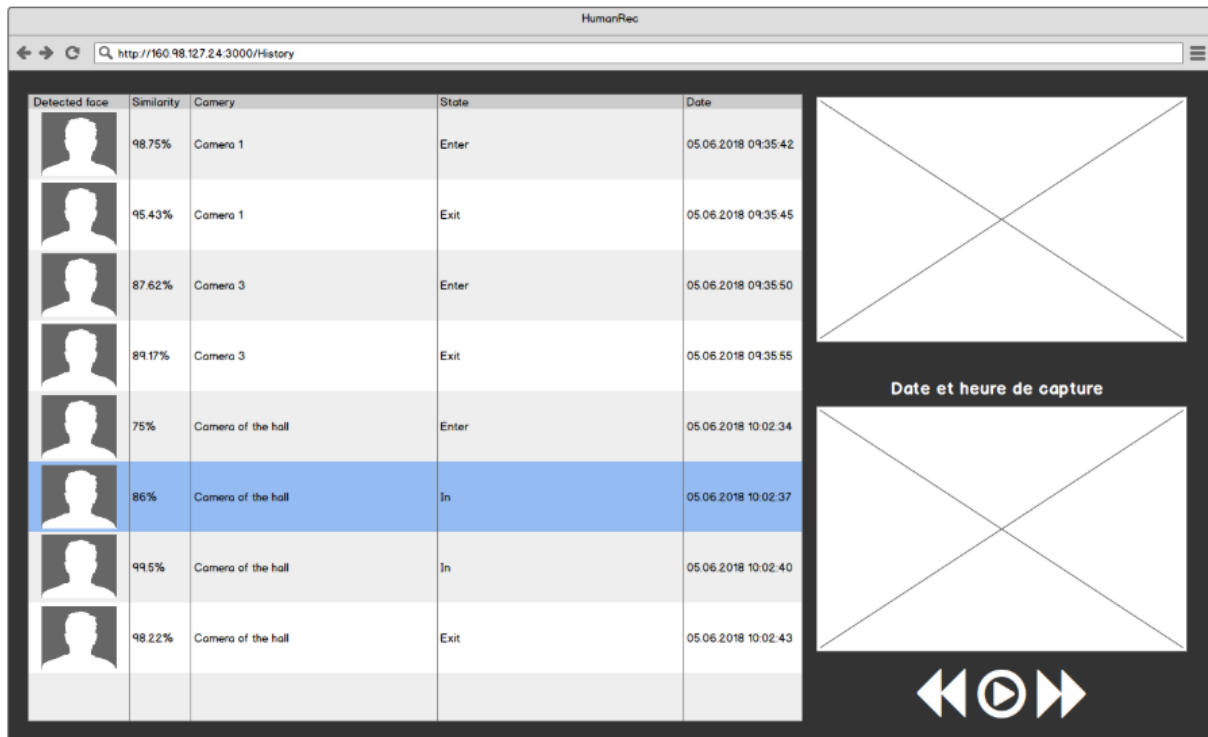 HumanRec
http://160.98.127.24:3000/History
Detected face Similarity Camery State Date
98.75% Camera 1 Enter 05.06.2018 09:35:42
95.43% Camera 1 Exit 05.06.2018 09:35:45
87.62% Camera 3 Enter 05.06.2018 09:35:50
89.17% Camera 3 Exit 05.06.2018 09:35:55
75% Camera of the hall Enter 05.06.2018 10:02:34
86% Camera of the hall In 05.06.2018 10:02:37
99.5% Camera of the hall In 05.06.2018 10:02:40
98.22% Camera of the hall Exit 05.06.2018 10:02:43
Date et heure de capture